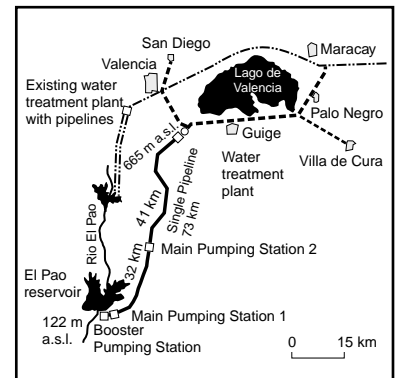 San Diego
Maracay
Valencia
Lago de
Valencia
Existing water
treatment plant
with pipelines
Palo Negro
665 m a.s.l.
Guige
Villa de Cura
Water
treatment
plant
Single Pipeline
73 km
41 km
Rio El Pao
32 km
Main Pumping Station 2
El Pao
reservoir
Main Pumping Station 1
122 m
a.s.l.
Booster
Pumping Station
0 15 km